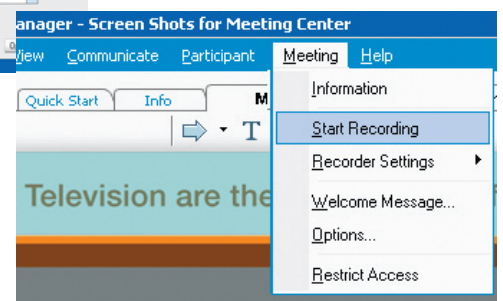 anager - Screen Shots for Meeting Center
View Communicate Participant Meeting Help
Quick Start Info M
Information
T
Start Recording
Recorder Settings
Television are the
Welcome Message...
Options...
Restrict Access